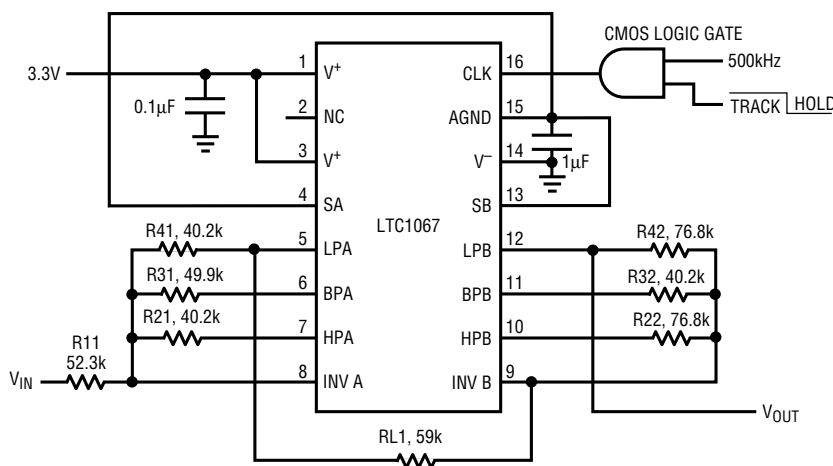 CMOS LOGIC GATE
3.3V
0.1μF
1
V+
2
NC
3
V+
4
SA
R41, 40.2k
5
LPA
R31, 49.9k
6
BPA
R21, 40.2k
7
HPA
R11
52.3k
VIN
8
INV A
LTC1067
CLK
16
500kHz
TRACK HOLD
AGND
15
1μF
V−
14
SB
13
LPB
12
R42, 76.8k
BPB
11
R32, 40.2k
HPB
10
R22, 76.8k
INV B
9
VOUT
RL1, 59k